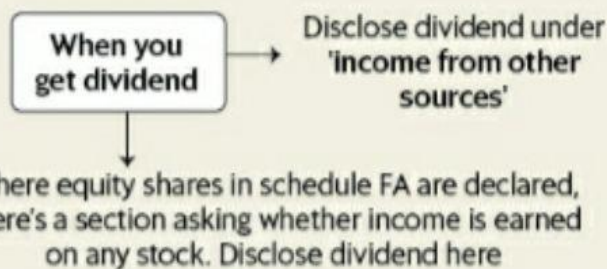 When you
get dividend
Disclose dividend under
'income from other
sources'
here equity shares in schedule FA are declared,
ere's a section asking whether income is earned
on any stock. Disclose dividend here